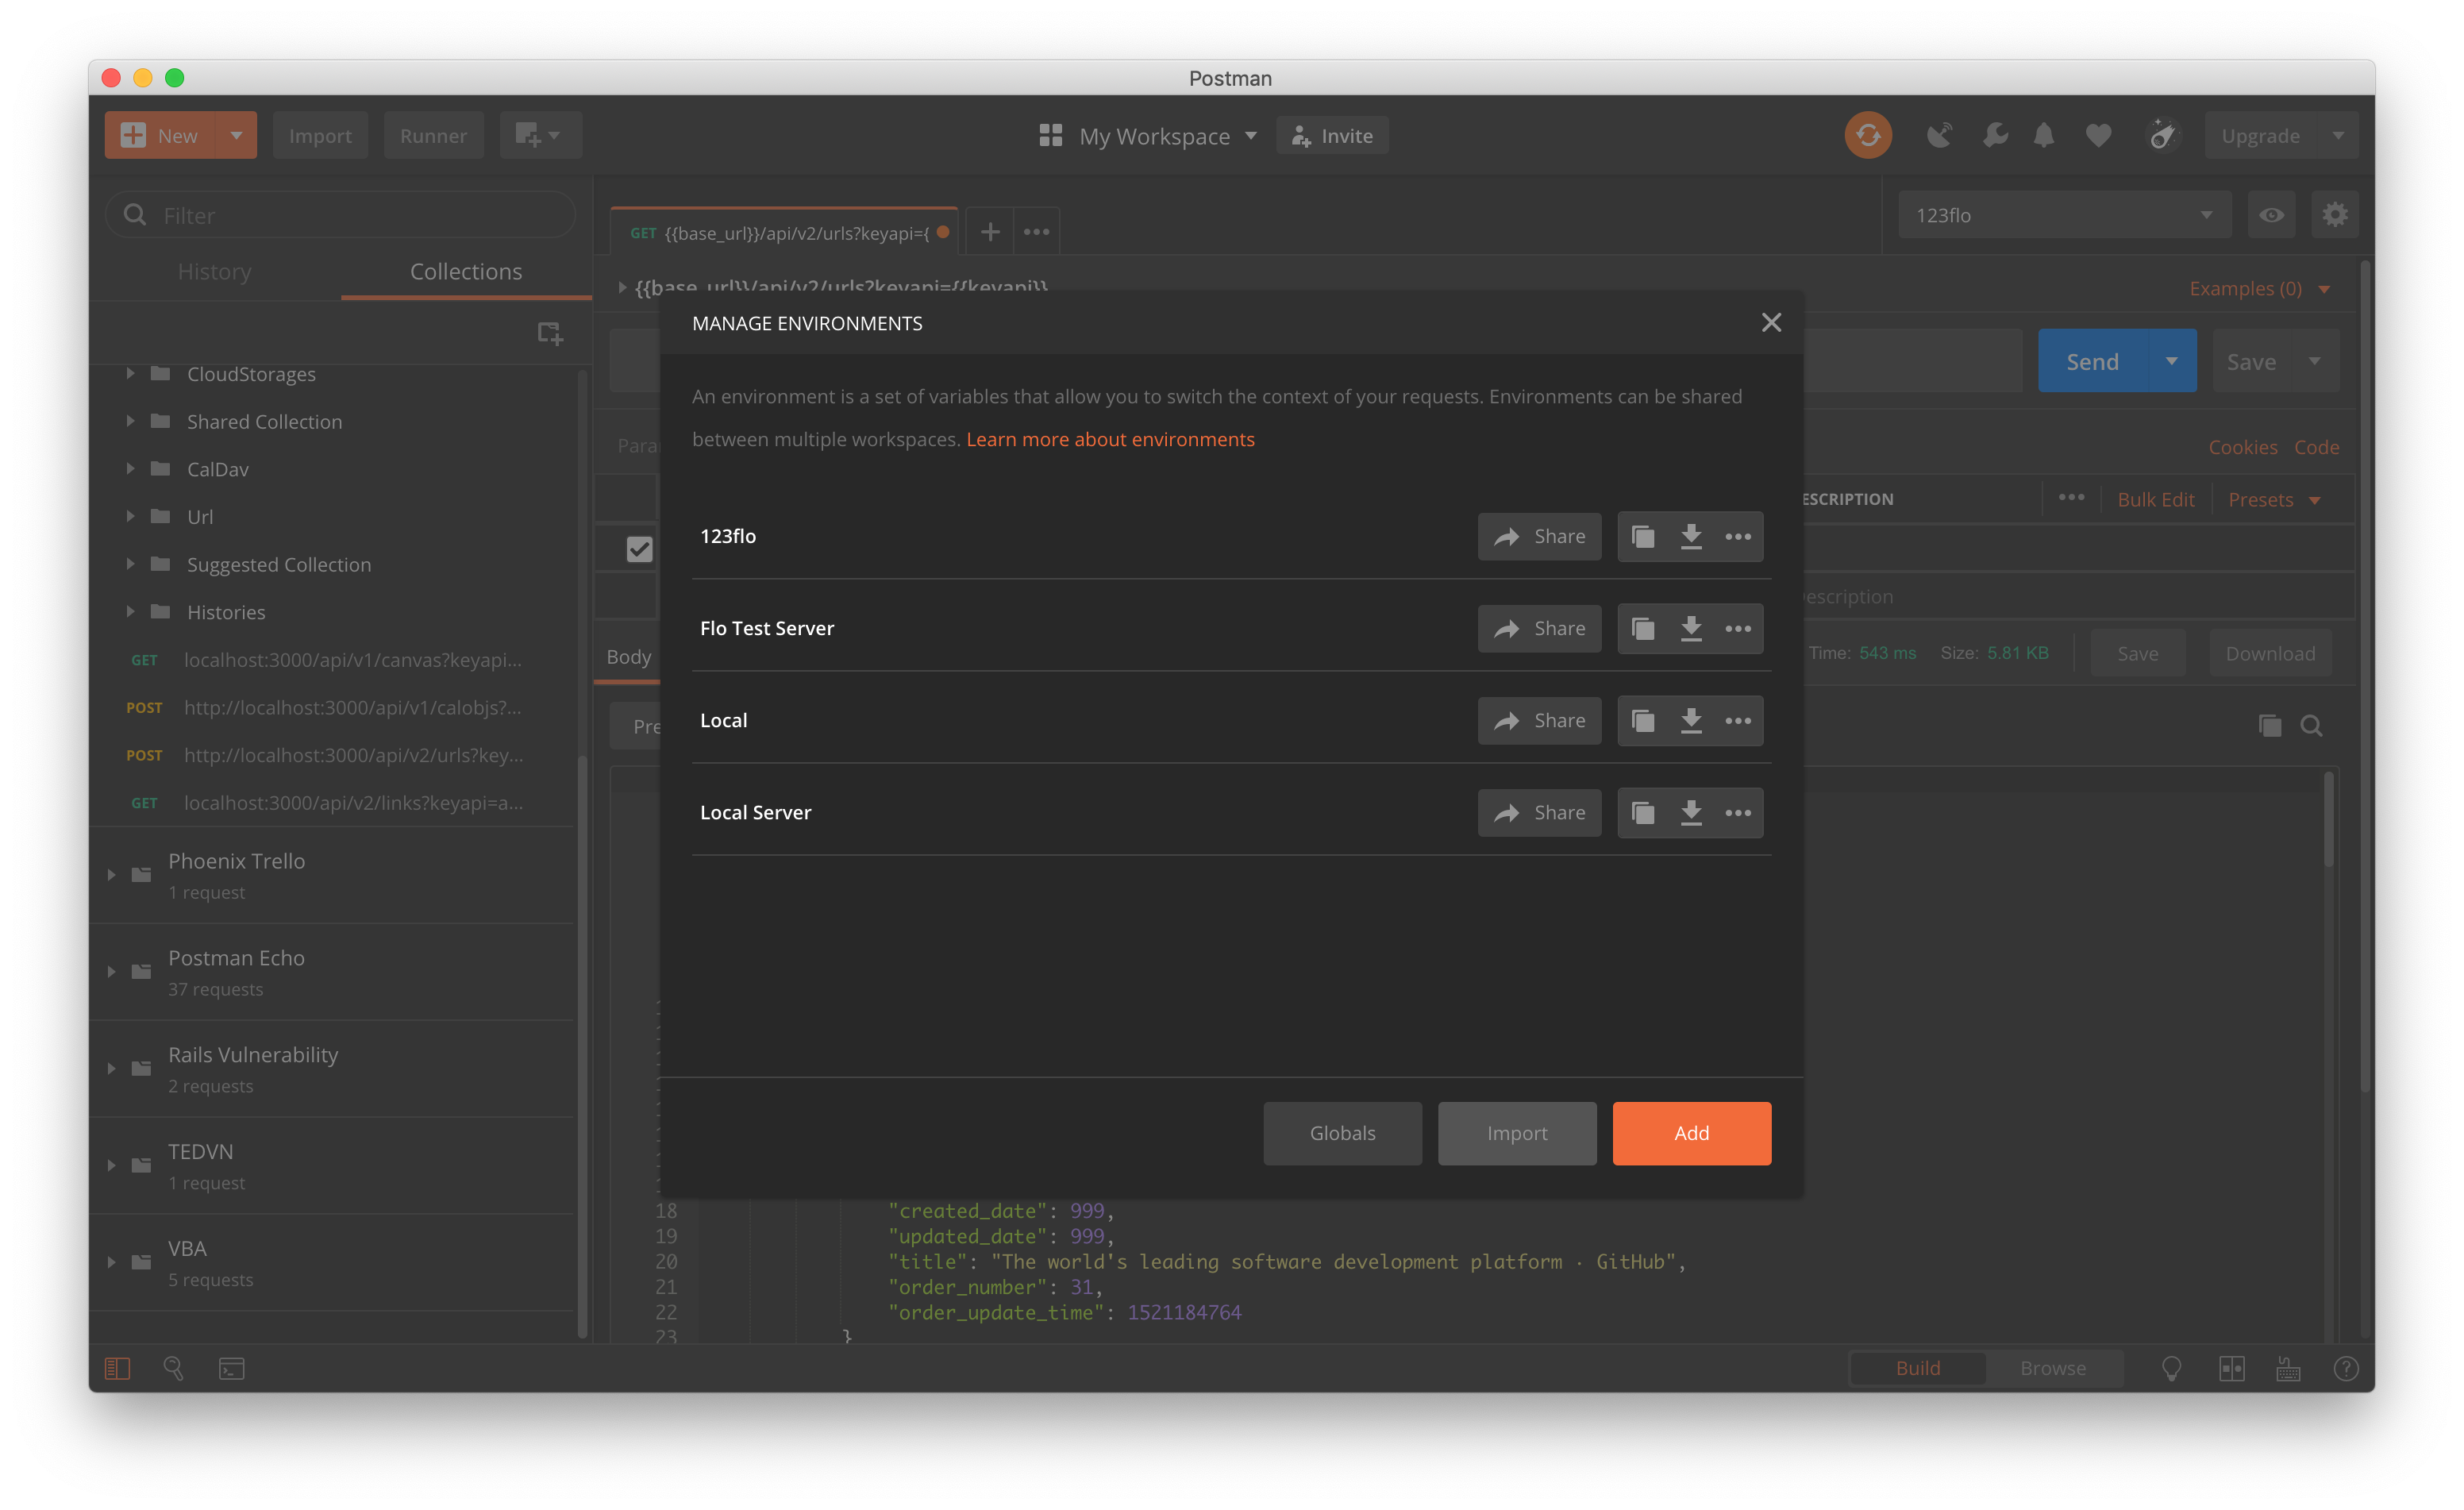 Postman
New
Import
Runner
My Workspace
Invite
Upgrade
Filter
History
Collections
GET {{base_url}}/api/v2/urls?keyapi={
123flo
{{base_url}}/api/v2/urls?keyapi={{keyapi}}
Examples (0)
Send
Save
Cookies Code
ESCRIPTION
Bulk Edit
Presets
escription
Body
Time: 543 ms
Size: 5.81 KB
Save
Download
CloudStorages
Shared Collection
CalDav
Url
Suggested Collection
Histories
GET localhost:3000/api/v1/canvas?keyapi...
POST http://localhost:3000/api/v1/calobjs?...
POST http://localhost:3000/api/v2/urls?key...
GET localhost:3000/api/v2/links?keyapi=a...
Phoenix Trello
1 request
Postman Echo
37 requests
Rails Vulnerability
2 requests
TEDVN
1 request
VBA
5 requests
MANAGE ENVIRONMENTS
An environment is a set of variables that allow you to switch the context of your requests. Environments can be shared
between multiple workspaces. Learn more about environments
123flo
Share
Flo Test Server
Share
Local
Share
Local Server
Share
Globals
Import
Add
18 "created_date": 999,
19 "updated_date": 999,
20 "title": "The world's leading software development platform · GitHub",
21 "order_number": 31,
22 "order_update_time": 1521184764
23 }
Build
Browse